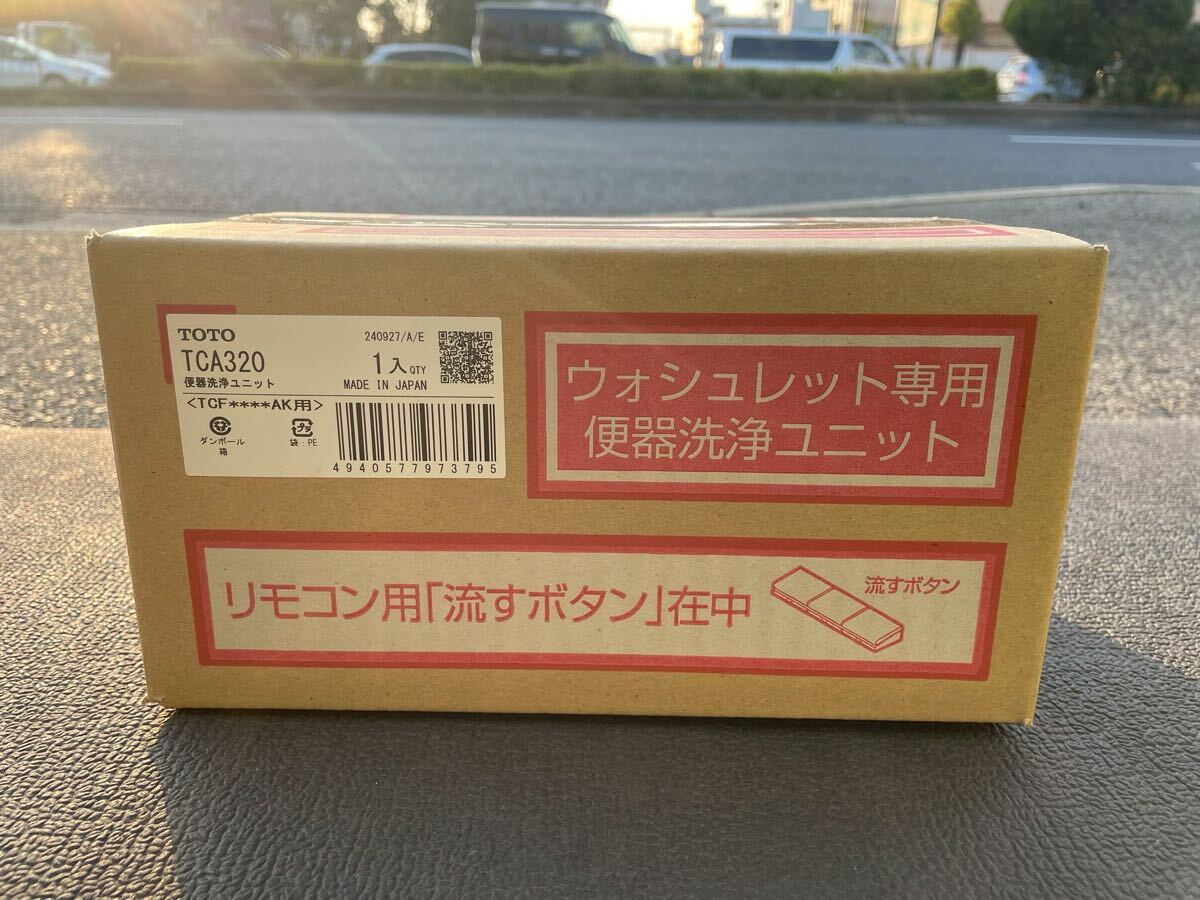 TOTO
240927/A/E
TCA320
1入 QTY
便器洗浄ユニット
MADE IN JAPAN
<TCF****AK用>
ダンボール
箱
プラ
袋:PE
4940577973795
ウォシュレット専用
便器洗浄ユニット
リモコン用「流すボタン」在中
流すボタン